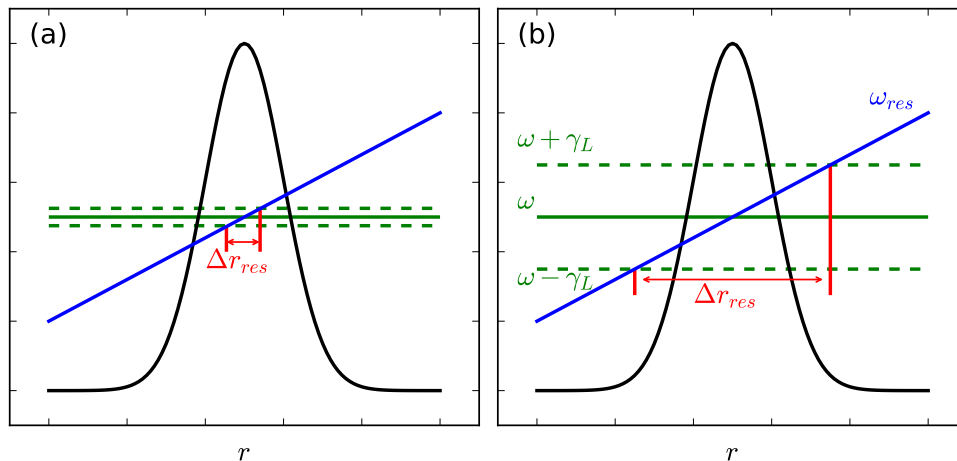 (a)
Δr_res
r
(b)
ω_res
ω + γ_L
ω
ω − γ_L
Δr_res
r